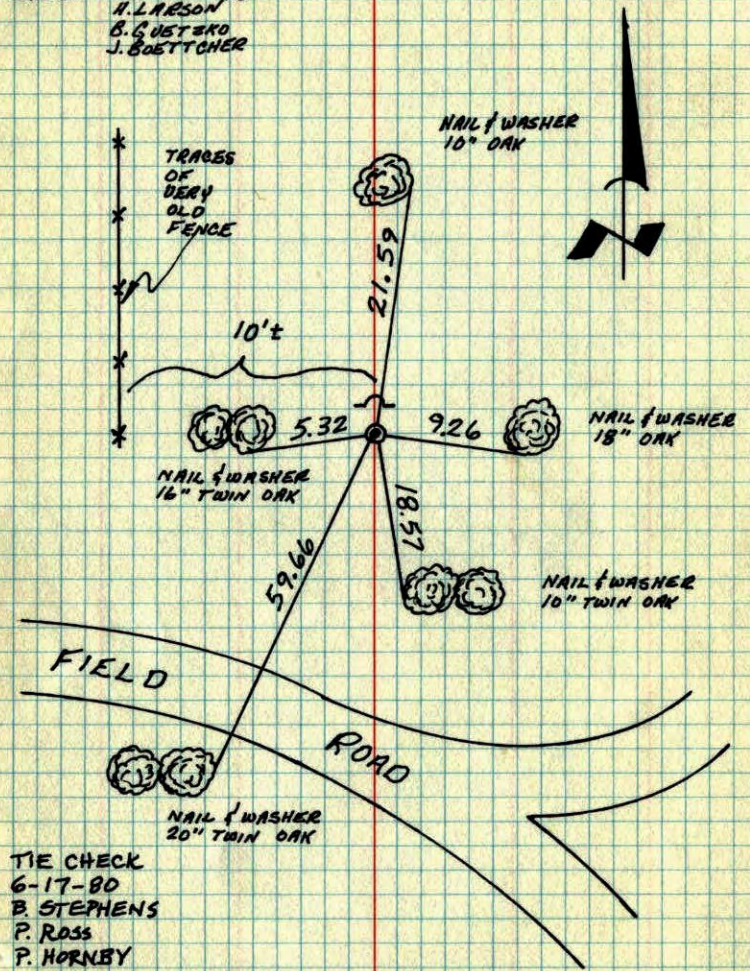 H. LARSON
B. GUETZKO
J. BOETTCHER
NAIL & WASHER
10" OAK
TRACES
OF
VERY
OLD
FENCE
21.59
10'±
5.32
9.26
NAIL & WASHER
18" OAK
NAIL & WASHER
16" TWIN OAK
18.57
59.66
NAIL & WASHER
10" TWIN OAK
FIELD
ROAD
NAIL & WASHER
20" TWIN OAK
TIE CHECK
6-17-80
B. STEPHENS
P. ROSS
P. HORNBY
N